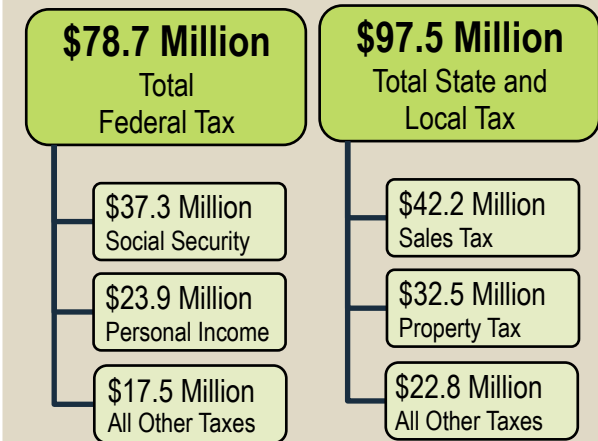 $78.7 Million
Total
Federal Tax
$37.3 Million
Social Security
$23.9 Million
Personal Income
$17.5 Million
All Other Taxes
$97.5 Million
Total State and
Local Tax
$42.2 Million
Sales Tax
$32.5 Million
Property Tax
$22.8 Million
All Other Taxes